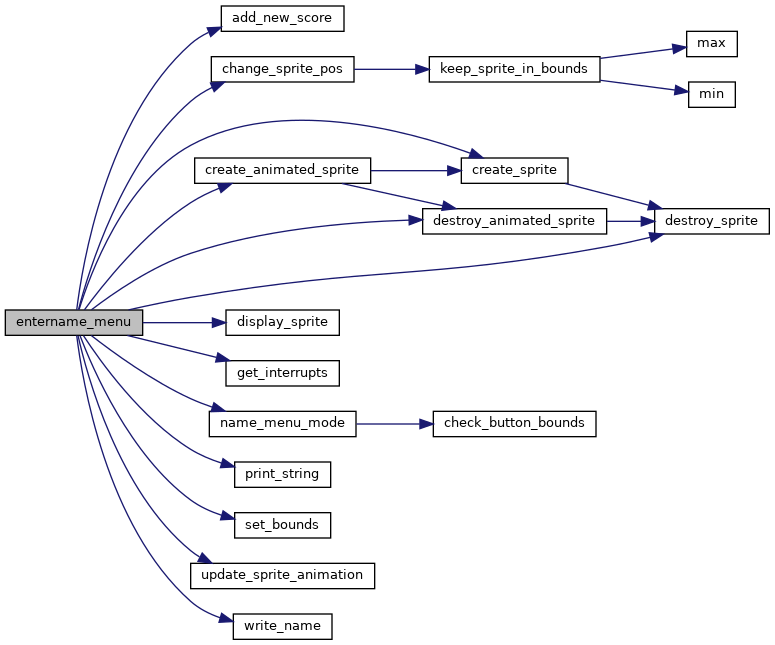 add_new_score
max
change_sprite_pos
keep_sprite_in_bounds
min
create_animated_sprite
create_sprite
destroy_animated_sprite
destroy_sprite
entername_menu
display_sprite
get_interrupts
name_menu_mode
check_button_bounds
print_string
set_bounds
update_sprite_animation
write_name